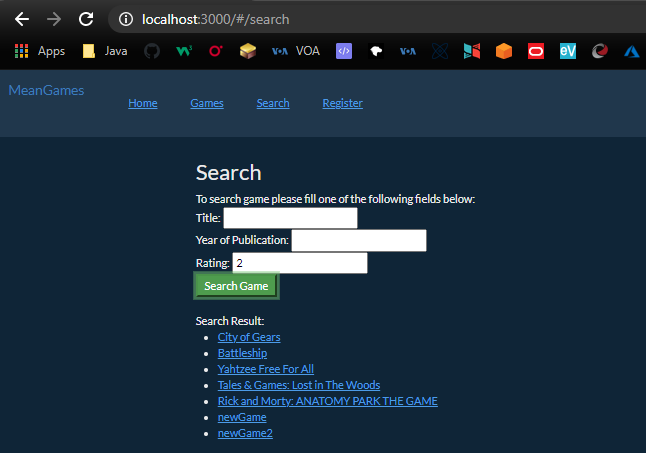 localhost:3000/#/search
Apps Java VOA VOA VOA
MeanGames
Home Games Search Register
Search
To search game please fill one of the following fields below:
Title:
Year of Publication:
Rating: 2
Search Game
Search Result:
City of Gears
Battleship
Yahtzee Free For All
Tales & Games: Lost in The Woods
Rick and Morty: ANATOMY PARK THE GAME
newGame
newGame2